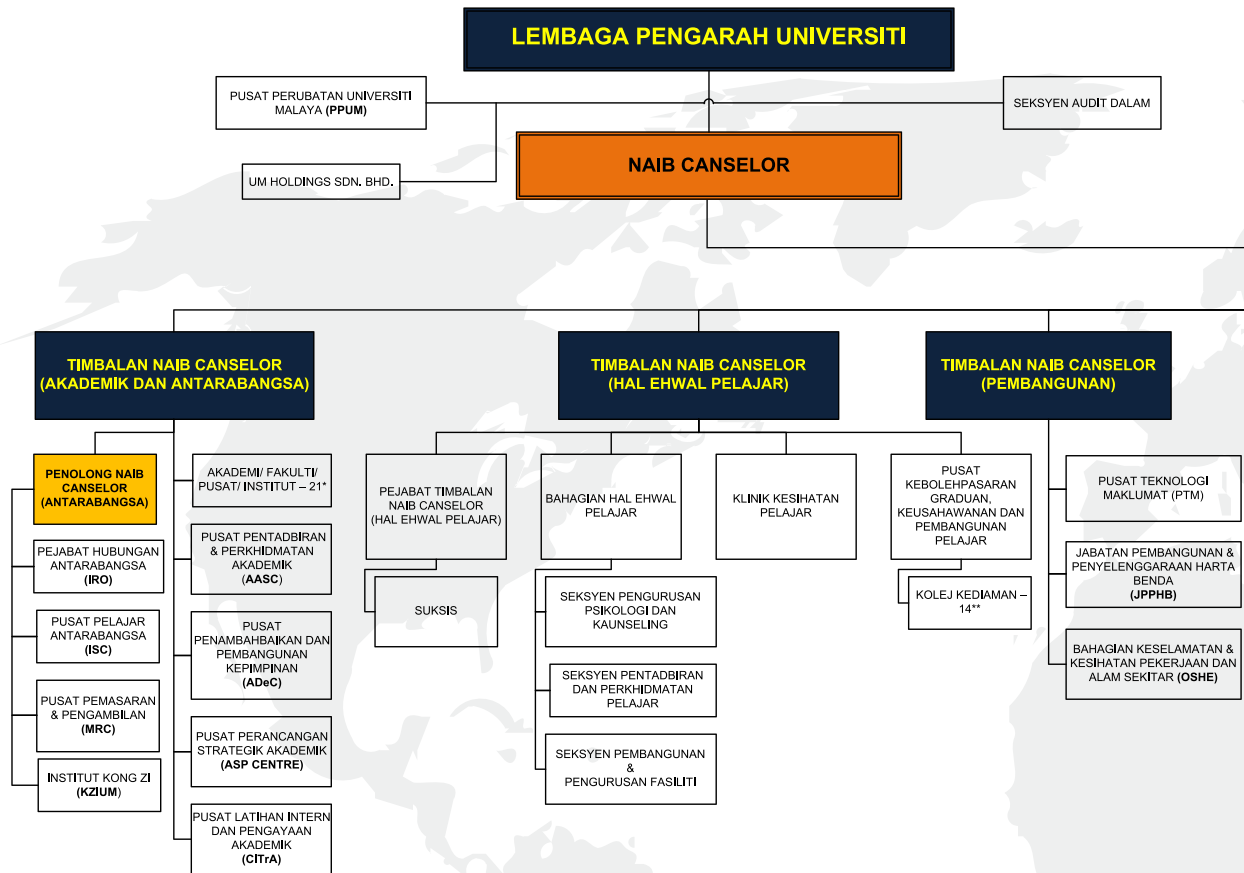 LEMBAGA PENGARAH UNIVERSITI
PUSAT PERUBATAN UNIVERSITI
MALAYA (PPUM)
SEKSYEN AUDIT DALAM
NAIB CANSELOR
UM HOLDINGS SDN. BHD.
TIMBALAN NAIB CANSELOR
(AKADEMIK DAN ANTARABANGSA)
TIMBALAN NAIB CANSELOR
(HAL EHWAL PELAJAR)
TIMBALAN NAIB CANSELOR
(PEMBANGUNAN)
PENOLONG NAIB
CANSELOR
(ANTARABANGSA)
PEJABAT HUBUNGAN
ANTARABANGSA
(IRO)
PUSAT PELAJAR
ANTARABANGSA
(ISC)
PUSAT PEMASARAN
& PENGAMBILAN
(MRC)
INSTITUT KONG ZI
(KZIUM)
AKADEMI/ FAKULTI/
PUSAT/ INSTITUT – 21*
PUSAT PENTADBIRAN
& PERKHIDMATAN
AKADEMIK
(AASC)
PUSAT
PENAMBAHBAIKAN DAN
PEMBANGUNAN
KEPIMPINAN
(ADeC)
PUSAT PERANCANGAN
STRATEGIK AKADEMIK
(ASP CENTRE)
PUSAT LATIHAN INTERN
DAN PENGAYAAN
AKADEMIK
(CITrA)
PEJABAT TIMBALAN
NAIB CANSELOR
(HAL EHWAL PELAJAR)
SUKSIS
BAHAGIAN HAL EHWAL
PELAJAR
SEKSYEN PENGURUSAN
PSIKOLOGI DAN
KAUNSELING
SEKSYEN PENTADBIRAN
DAN PERKHIDMATAN
PELAJAR
SEKSYEN PEMBANGUNAN
&
PENGURUSAN FASILITI
KLINIK KESIHATAN
PELAJAR
PUSAT
KEBOLEHPASARAN
GRADUAN,
KEUSAHAWANAN DAN
PEMBANGUNAN
PELAJAR
KOLEJ KEDIAMAN –
14**
PUSAT TEKNOLOGI
MAKLUMAT (PTM)
JABATAN PEMBANGUNAN &
PENYELENGGARAAN HARTA
BENDA
(JPPHB)
BAHAGIAN KESELAMATAN &
KESIHATAN PEKERJAAN DAN
ALAM SEKITAR (OSHE)